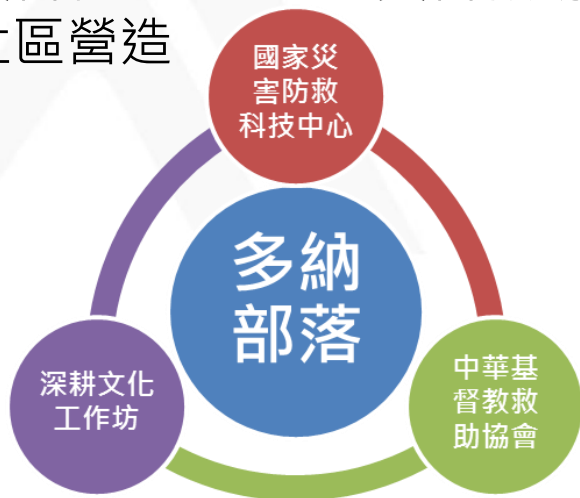 區營造
國家災
害防救
科技中心
多納
部落
深耕文化
工作坊
中華基
督教救
助協會